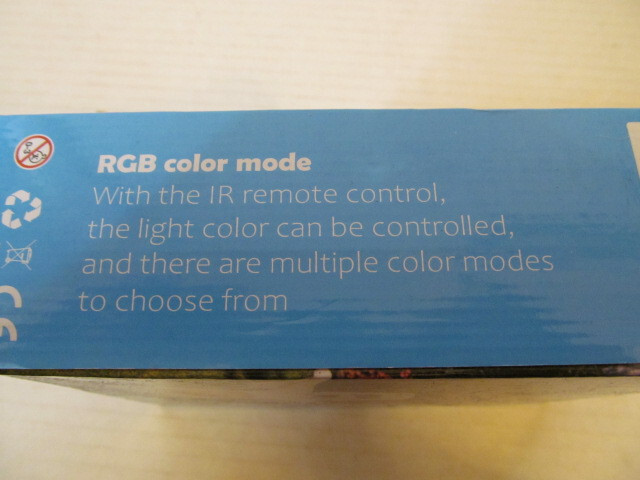 RGB color mode
With the IR remote control,
the light color can be controlled,
and there are multiple color modes
to choose from
CE